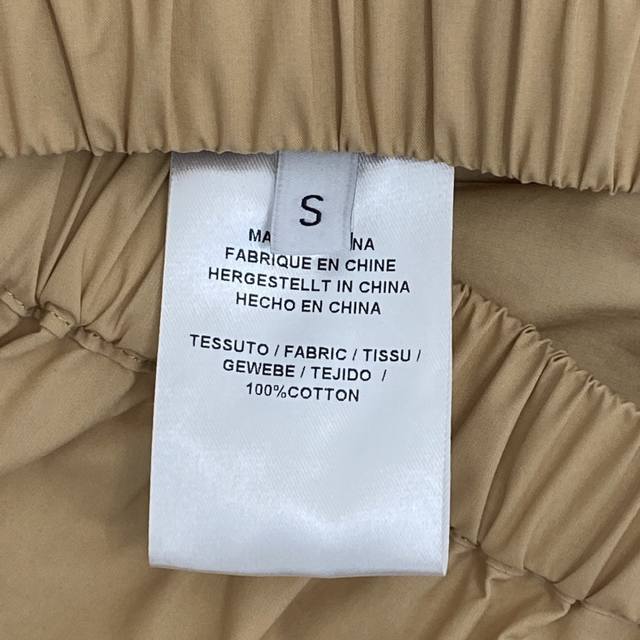 S
FABRIQUE EN CHINE
HERGESTELLT IN CHINA
HECHO EN CHINA
TESSUTO / FABRIC / TISSU /
GEWEBE / TEJIDO /
100%COTTON